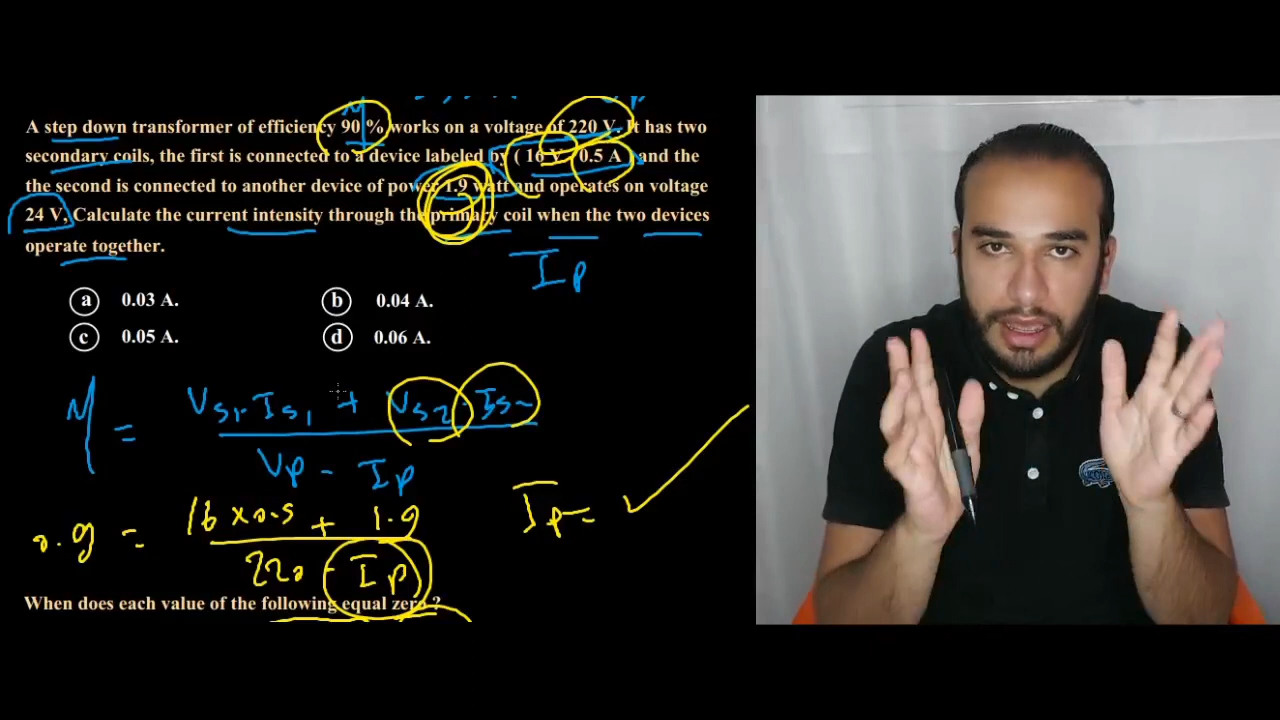 A step down transformer of efficiency 90 % works on a voltage of 220 V. It has two
secondary coils, the first is connected to a device labeled by ( 16 V, 0.5 A ) and the
the second is connected to another device of power 1.9 watt and operates on voltage
24 V, Calculate the current intensity through the primary coil when the two devices
operate together.
Ip
a 0.03 A.
b 0.04 A.
c 0.05 A.
d 0.06 A.
η = Vs1 . Is1 + Vs2 . Is2
Vp - Ip
0.9 = 16 x 0.5 + 1.9
220 - Ip
Ip =
When does each value of the following equal zero ?